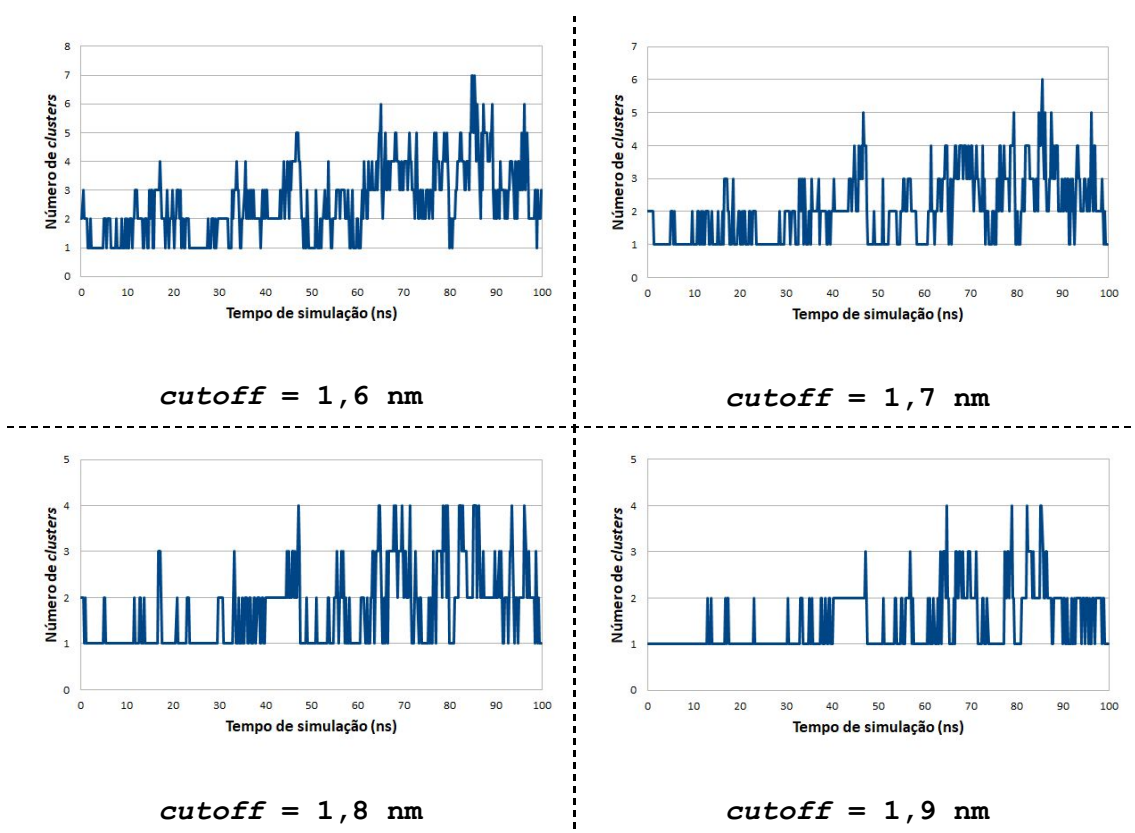 8
7
6
5
4
3
2
1
0
Número de clusters
0 10 20 30 40 50 60 70 80 90 100
Tempo de simulação (ns)
cutoff = 1,6 nm
7
6
5
4
3
2
1
0
Número de clusters
0 10 20 30 40 50 60 70 80 90 100
Tempo de simulação (ns)
cutoff = 1,7 nm
5
4
3
2
1
0
Número de clusters
0 10 20 30 40 50 60 70 80 90 100
Tempo de simulação (ns)
cutoff = 1,8 nm
5
4
3
2
1
0
Número de clusters
0 10 20 30 40 50 60 70 80 90 100
Tempo de simulação (ns)
cutoff = 1,9 nm